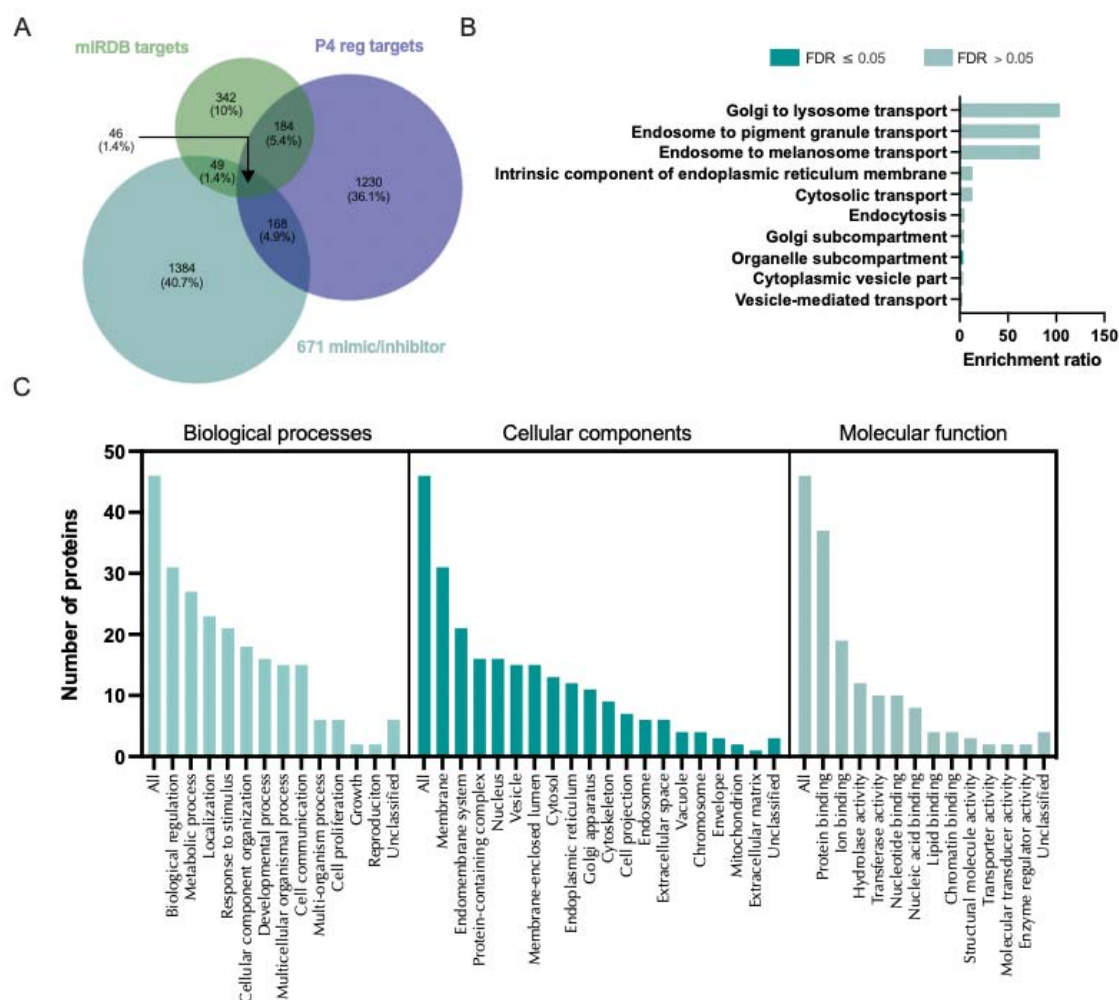 A
miRDB targets
P4 reg targets
342
(10%)
184
(5.4%)
46
(1.4%)
49
(1.4%)
1230
(36.1%)
168
(4.9%)
1384
(40.7%)
671 mimic/inhibitor
B
FDR ≤ 0.05
FDR > 0.05
Golgi to lysosome transport
Endosome to pigment granule transport
Endosome to melanosome transport
Intrinsic component of endoplasmic reticulum membrane
Cytosolic transport
Endocytosis
Golgi subcompartment
Organelle subcompartment
Cytoplasmic vesicle part
Vesicle-mediated transport
0 50 100 150
Enrichment ratio
C
Biological processes
Cellular components
Molecular function
Number of proteins
50
40
30
20
10
0
All
Biological regulation
Metabolic process
Localization
Response to stimulus
Cellular component organization
Developmental process
Multicellular organismal process
Cell communication
Multi-organism process
Cell proliferation
Growth
Reproduciton
Unclassified
All
Membrane
Endomembrane system
Protein-containing complex
Nucleus
Vesicle
Membrane-enclosed lumen
Cytosol
Endoplasmic reticulum
Golgi apparatus
Cytoskeleton
Cell projection
Endosome
Extracellular space
Vacuole
Chromosome
Envelope
Mitochondrion
Extracellular matrix
Unclassified
All
Protein binding
Ion binding
Hydrolase activity
Transferase activity
Nucleotide binding
Nucleic acid binding
Lipid binding
Chromatin binding
Structural molecule activity
Transporter activity
Molecular transducer activity
Enzyme regulator activity
Unclassified